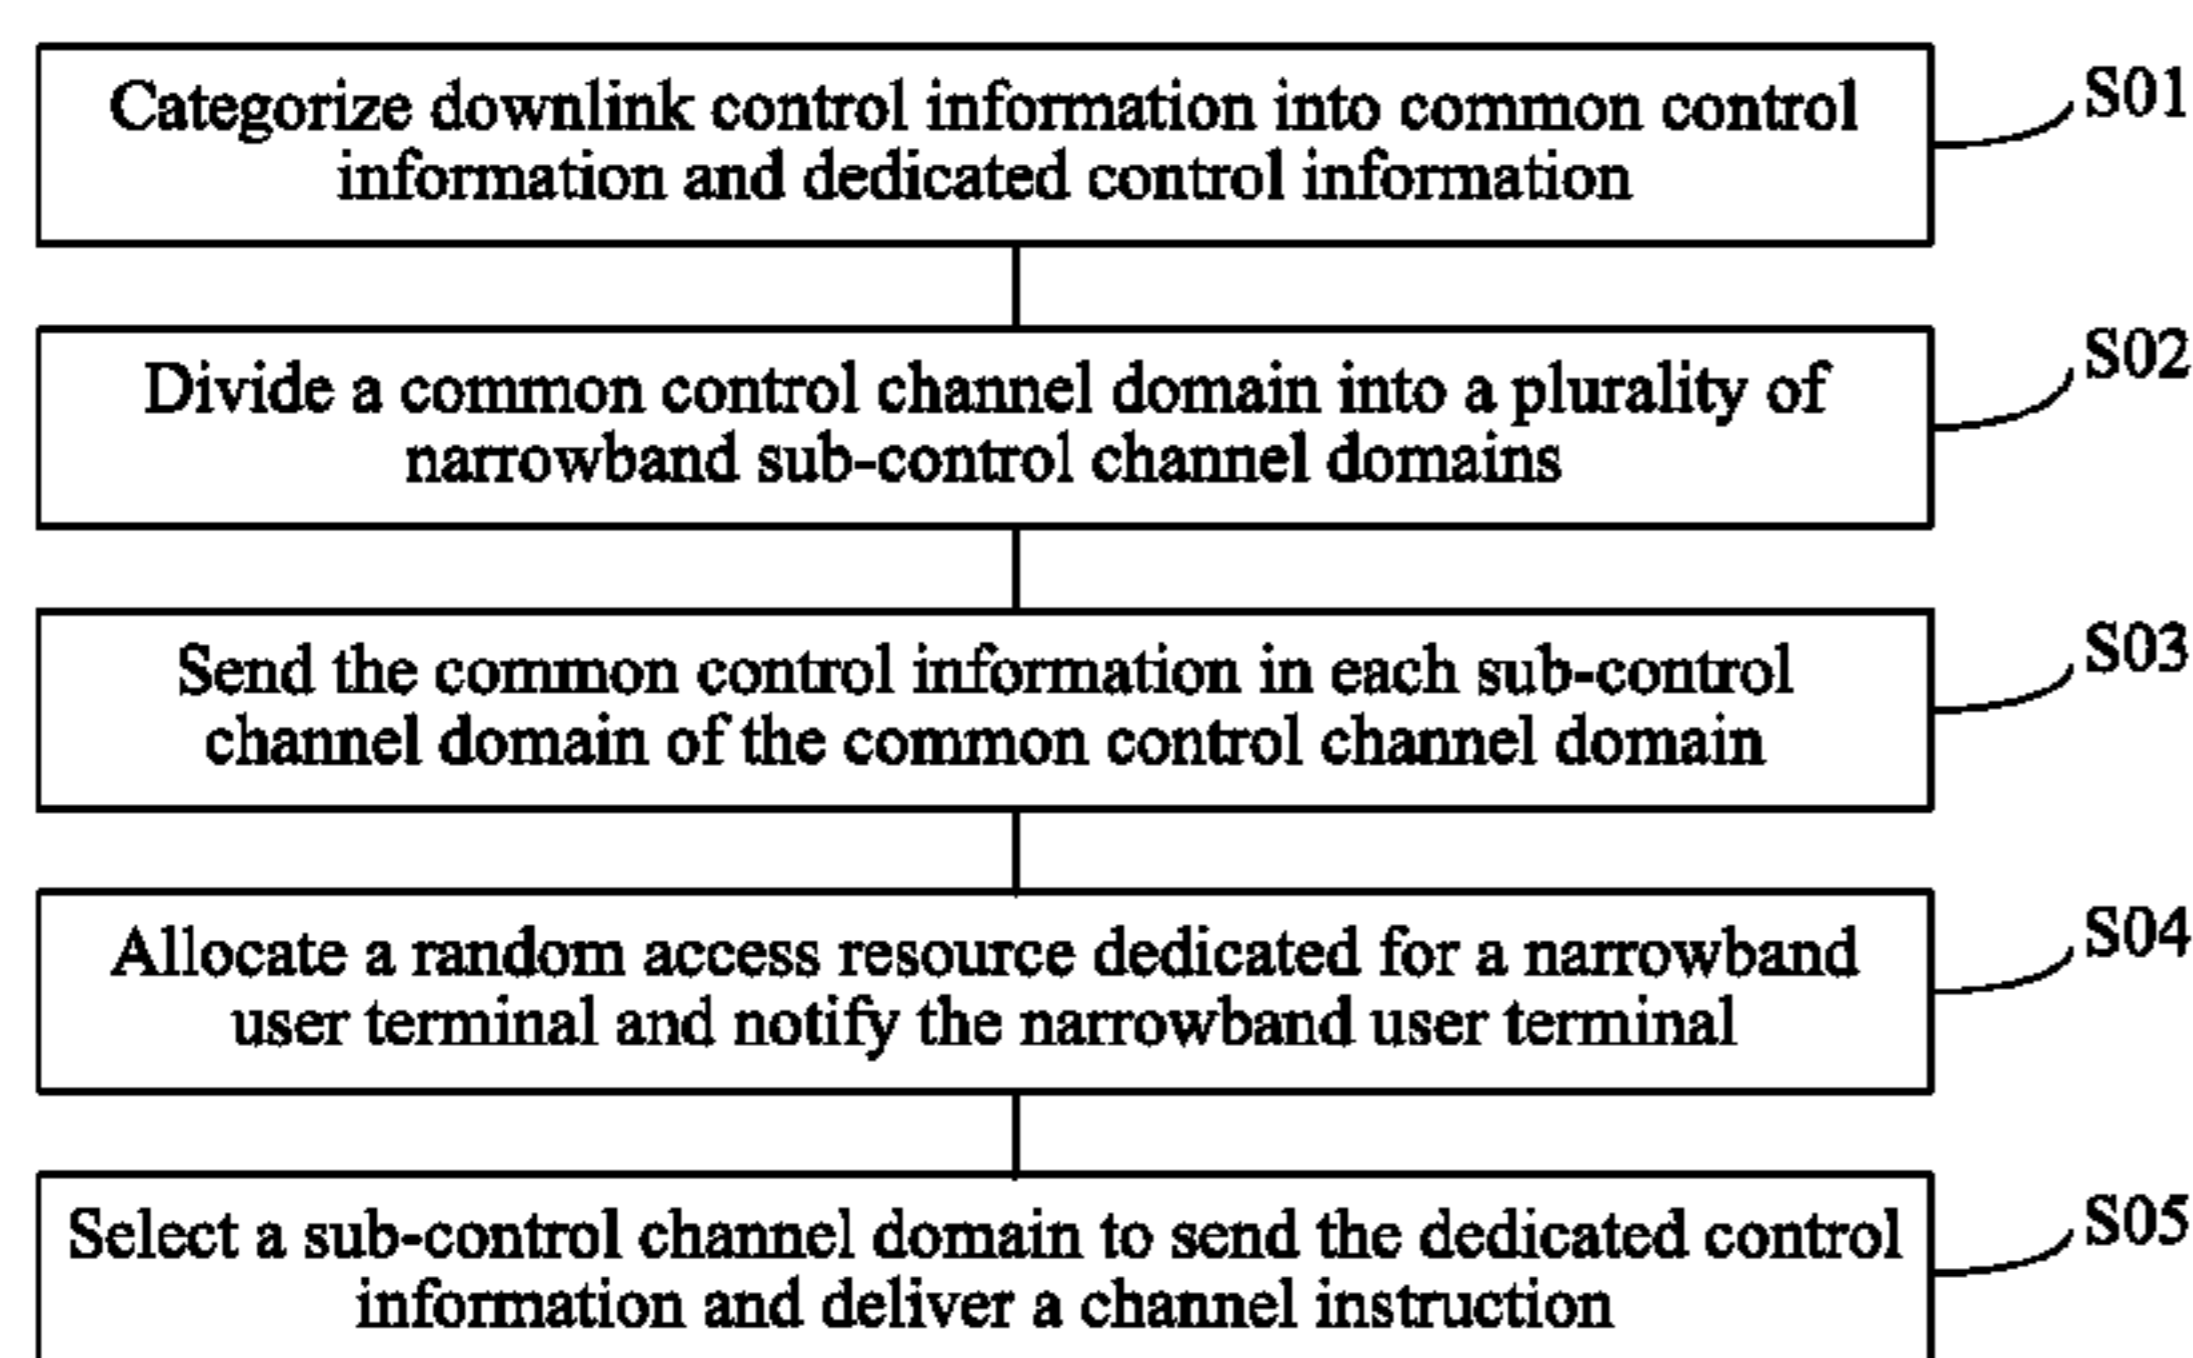 Categorize downlink control information into common control
information and dedicated control information
S01
Divide a common control channel domain into a plurality of
narrowband sub-control channel domains
S02
Send the common control information in each sub-control
channel domain of the common control channel domain
S03
Allocate a random access resource dedicated for a narrowband
user terminal and notify the narrowband user terminal
S04
Select a sub-control channel domain to send the dedicated control
information and deliver a channel instruction
S05